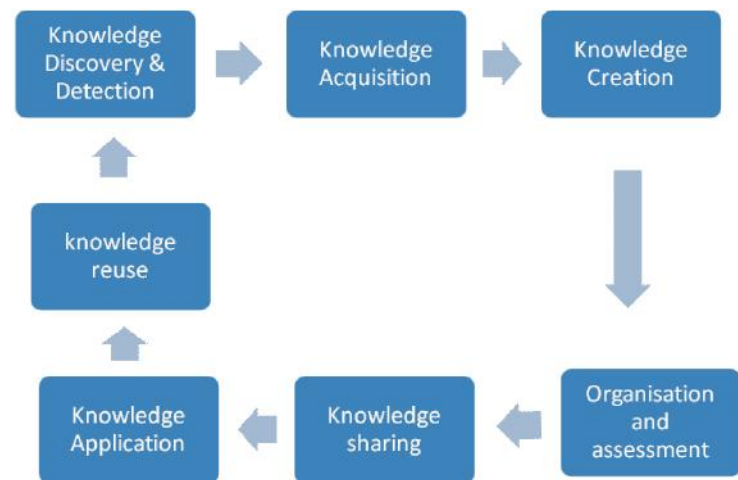 Knowledge
Discovery &
Detection
Knowledge
Acquisition
Knowledge
Creation
knowledge
reuse
Knowledge
Application
Knowledge
sharing
Organisation
and
assessment